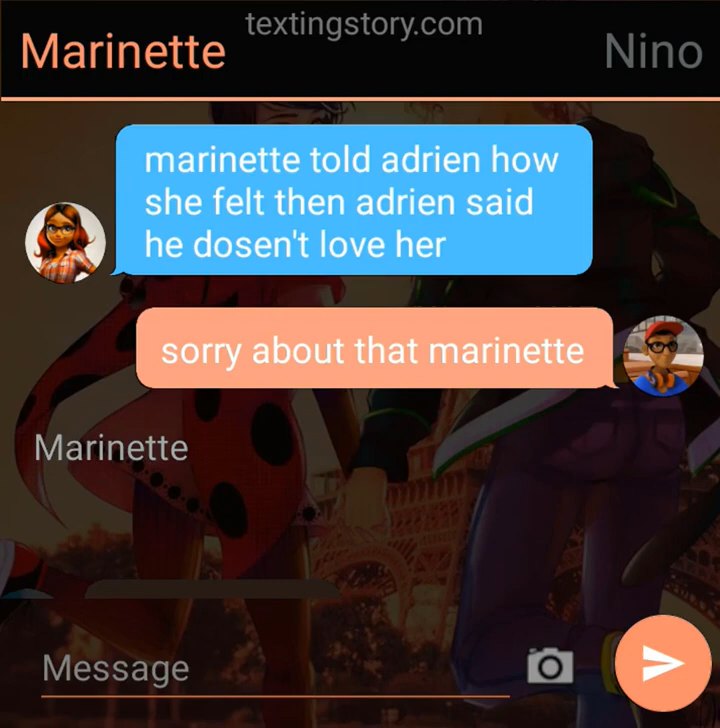 textingstory.com
Marinette
Nino
marinette told adrien how
she felt then adrien said
he dosen't love her
sorry about that marinette
Marinette
Message